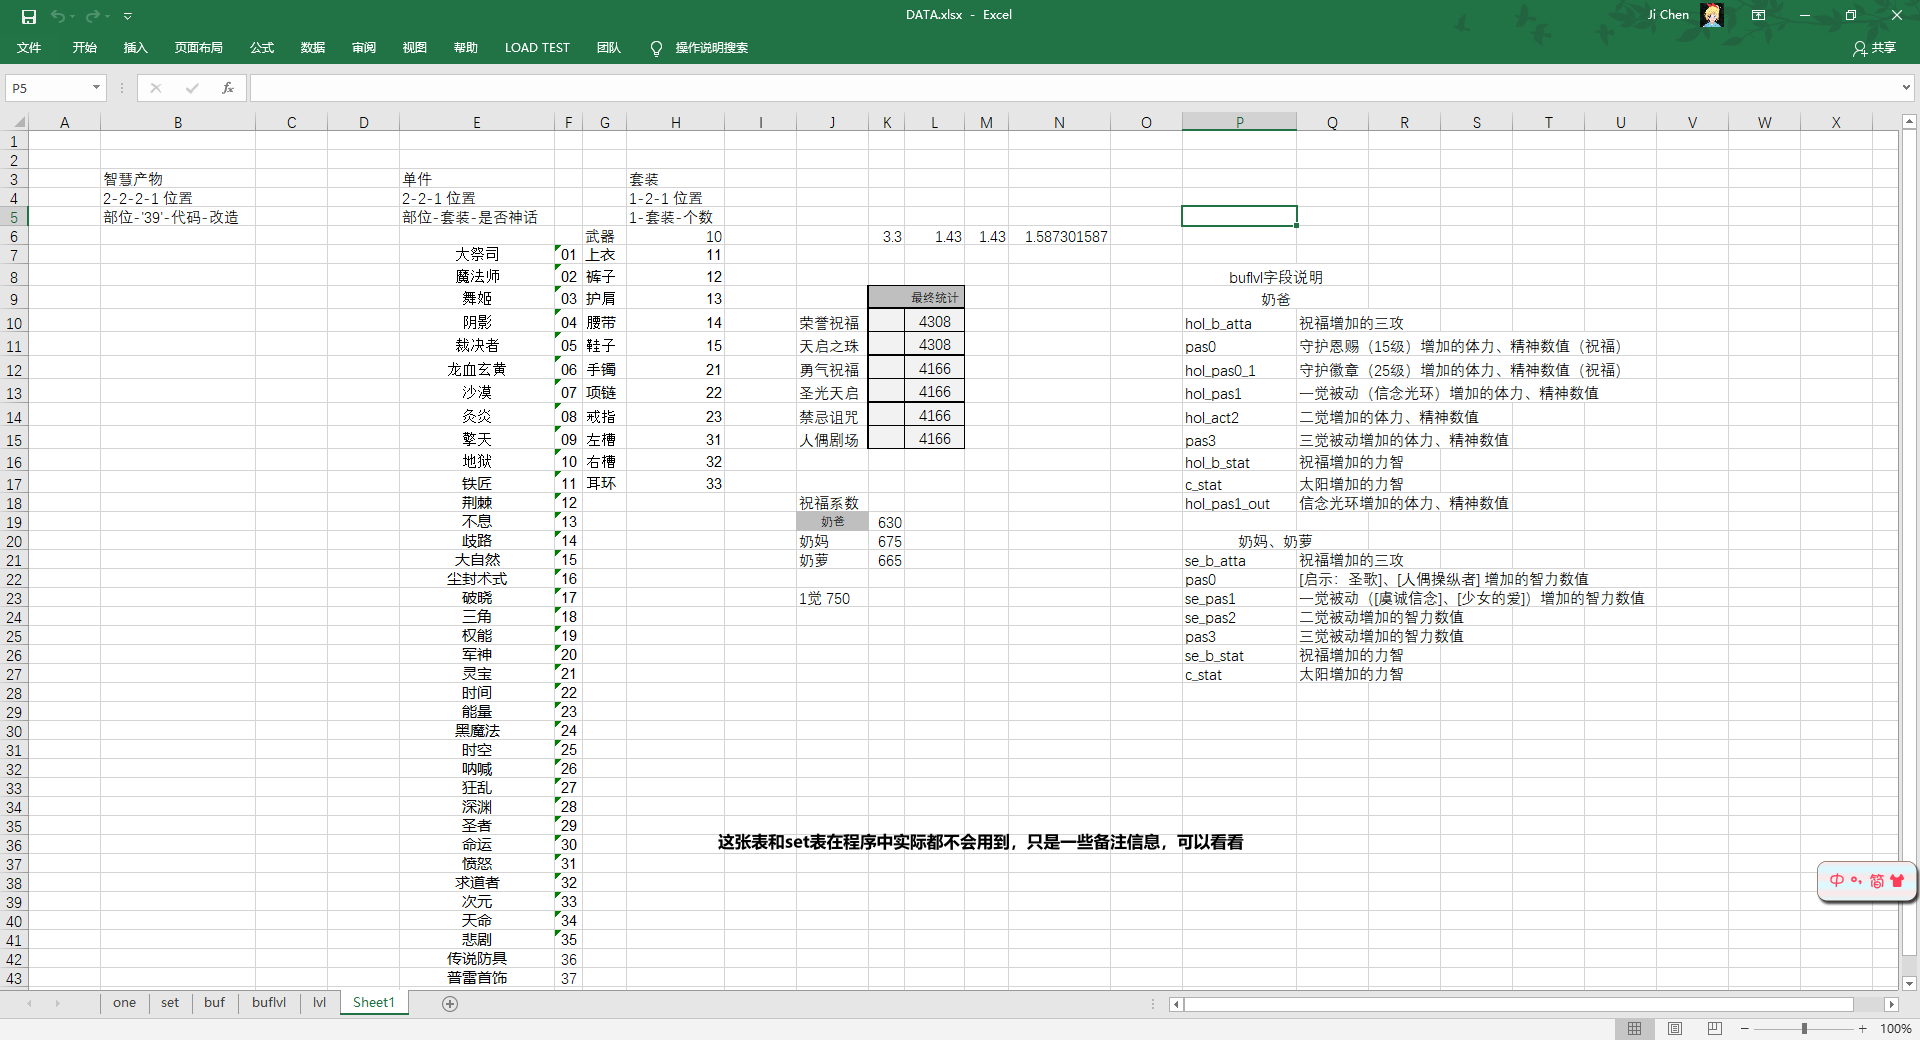 DATA.xlsx - Excel
Ji Chen
文件 开始 插入 页面布局 公式 数据 审阅 视图 帮助 LOAD TEST 团队 操作说明搜索 共享
P5 fx
A B C D E F G H I J K L M N O P Q R S T U V W X
1
2
3 智慧产物 单件 套装
4 2-2-2-1 位置 2-2-1 位置 1-2-1 位置
5 部位-'39'-代码-改造 部位-套装-是否神话 1-套装-个数
6 武器 10 3.3 1.43 1.43 1.587301587
7 大祭司 01 上衣 11
8 魔法师 02 裤子 12 buflvl字段说明
9 舞姬 03 护肩 13 最终统计 奶爸
10 阴影 04 腰带 14 荣誉祝福 4308 hol_b_atta 祝福增加的三攻
11 裁决者 05 鞋子 15 天启之珠 4308 pas0 守护恩赐（15级）增加的体力、精神数值（祝福）
12 龙血玄黄 06 手镯 21 勇气祝福 4166 hol_pas0_1 守护徽章（25级）增加的体力、精神数值（祝福）
13 沙漠 07 项链 22 圣光天启 4166 hol_pas1 一觉被动（信念光环）增加的体力、精神数值
14 灸炎 08 戒指 23 禁忌诅咒 4166 hol_act2 二觉增加的体力、精神数值
15 擎天 09 左槽 31 人偶剧场 4166 pas3 三觉被动增加的体力、精神数值
16 地狱 10 右槽 32 hol_b_stat 祝福增加的力智
17 铁匠 11 耳环 33 c_stat 太阳增加的力智
18 荆棘 12 祝福系数 hol_pas1_out 信念光环增加的体力、精神数值
19 不息 13 奶爸 630
20 歧路 14 奶妈 675 奶妈、奶萝
21 大自然 15 奶萝 665 se_b_atta 祝福增加的三攻
22 尘封术式 16 pas0 [启示：圣歌]、[人偶操纵者] 增加的智力数值
23 破晓 17 1觉 750 se_pas1 一觉被动（[虔诚信念]、[少女的爱]）增加的智力数值
24 三角 18 se_pas2 二觉被动增加的智力数值
25 权能 19 pas3 三觉被动增加的智力数值
26 军神 20 se_b_stat 祝福增加的力智
27 灵宝 21 c_stat 太阳增加的力智
28 时间 22
29 能量 23
30 黑魔法 24
31 时空 25
32 呐喊 26
33 狂乱 27
34 深渊 28
35 圣者 29
36 命运 30 这张表和set表在程序中实际都不会用到，只是一些备注信息，可以看看
37 愤怒 31
38 求道者 32
39 次元 33
40 天命 34
41 悲剧 35
42 传说防具 36
43 普雷首饰 37
中 简
one set buf buflvl lvl Sheet1
100%